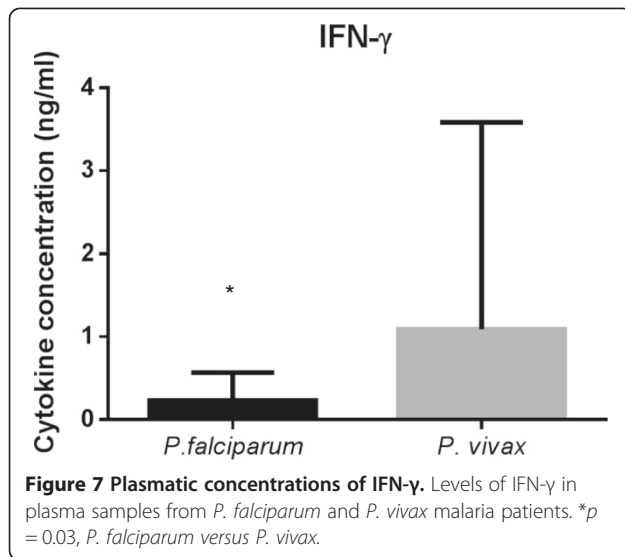 IFN-γ
Cytokine concentration (ng/ml)
4
3
2
1
0
*
P.falciparum
P. vivax
Figure 7 Plasmatic concentrations of IFN-γ. Levels of IFN-γ in
plasma samples from P. falciparum and P. vivax malaria patients. *p
= 0.03, P. falciparum versus P. vivax.